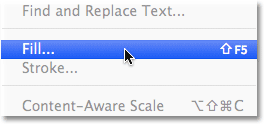 Find and Replace Text...
Fill... ⇧F5
Stroke...
Content-Aware Scale ⌥⇧⌘C